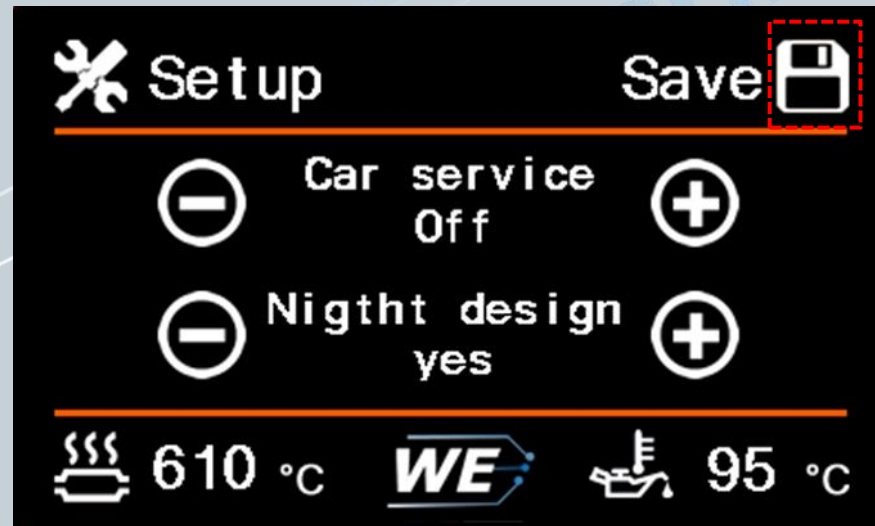 Setup Save
Car service
Off
Nigtht design
yes
610 °C WE 95 °C